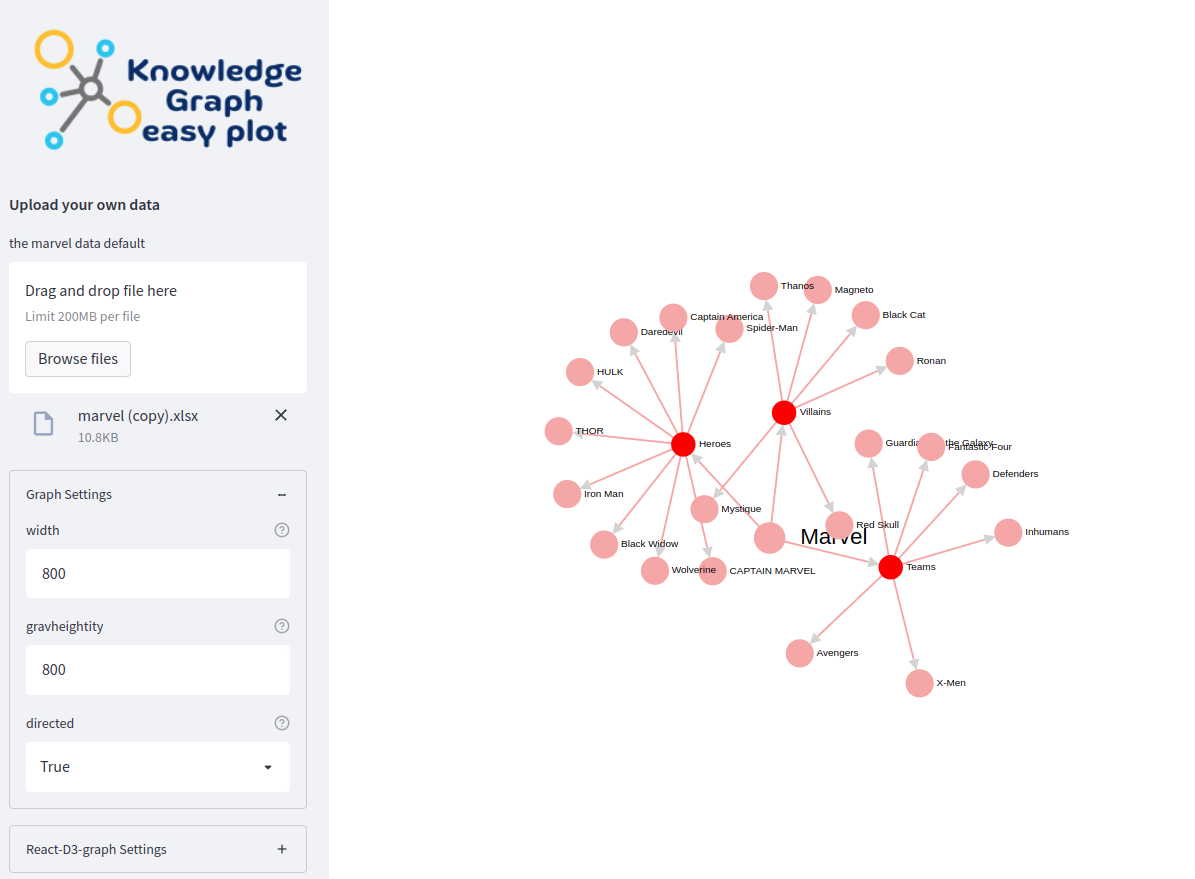 Knowledge
Graph
easy plot
Upload your own data
the marvel data default
Drag and drop file here
Limit 200MB per file
Browse files
marvel (copy).xlsx
10.8KB
Graph Settings
width
800
gravheightity
800
directed
True
React-D3-graph Settings
Thanos
Magneto
Captain America
Black Cat
Daredevil
Spider-Man
Ronan
HULK
Villains
THOR
Heroes
the Galaxy
Fantastic Four
Defenders
Iron Man
Mystique
Red Skull
Inhumans
Marvel
Black Widow
Wolverine
CAPTAIN MARVEL
Teams
Avengers
X-Men